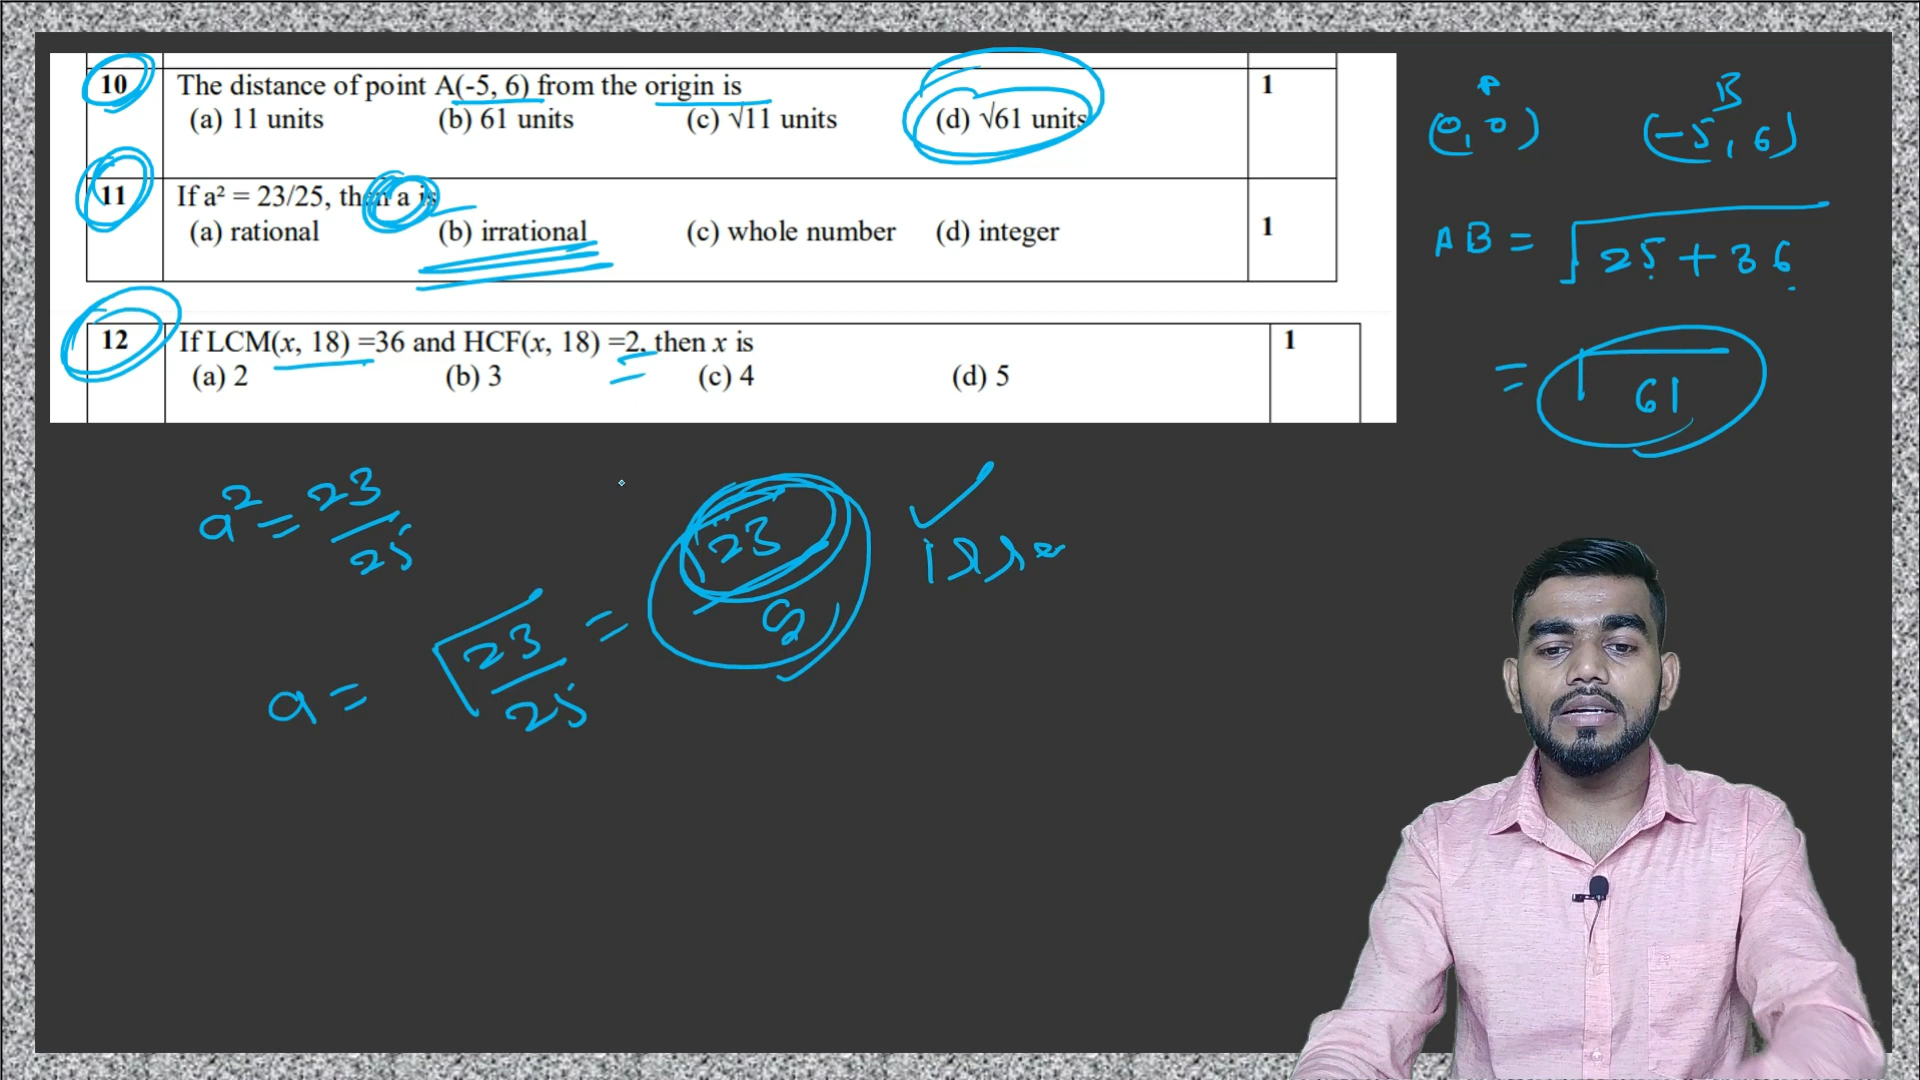 10 The distance of point A(-5, 6) from the origin is 1
(a) 11 units (b) 61 units (c) √11 units (d) √61 units
11 If a² = 23/25, then a is
(a) rational (b) irrational (c) whole number (d) integer 1
12 If LCM(x, 18) =36 and HCF(x, 18) =2, then x is 1
(a) 2 (b) 3 (c) 4 (d) 5
B
(0, 0) (-5, 6)
AB = √25+36
= √61
a² = 23/25
a = √23/25 = 23